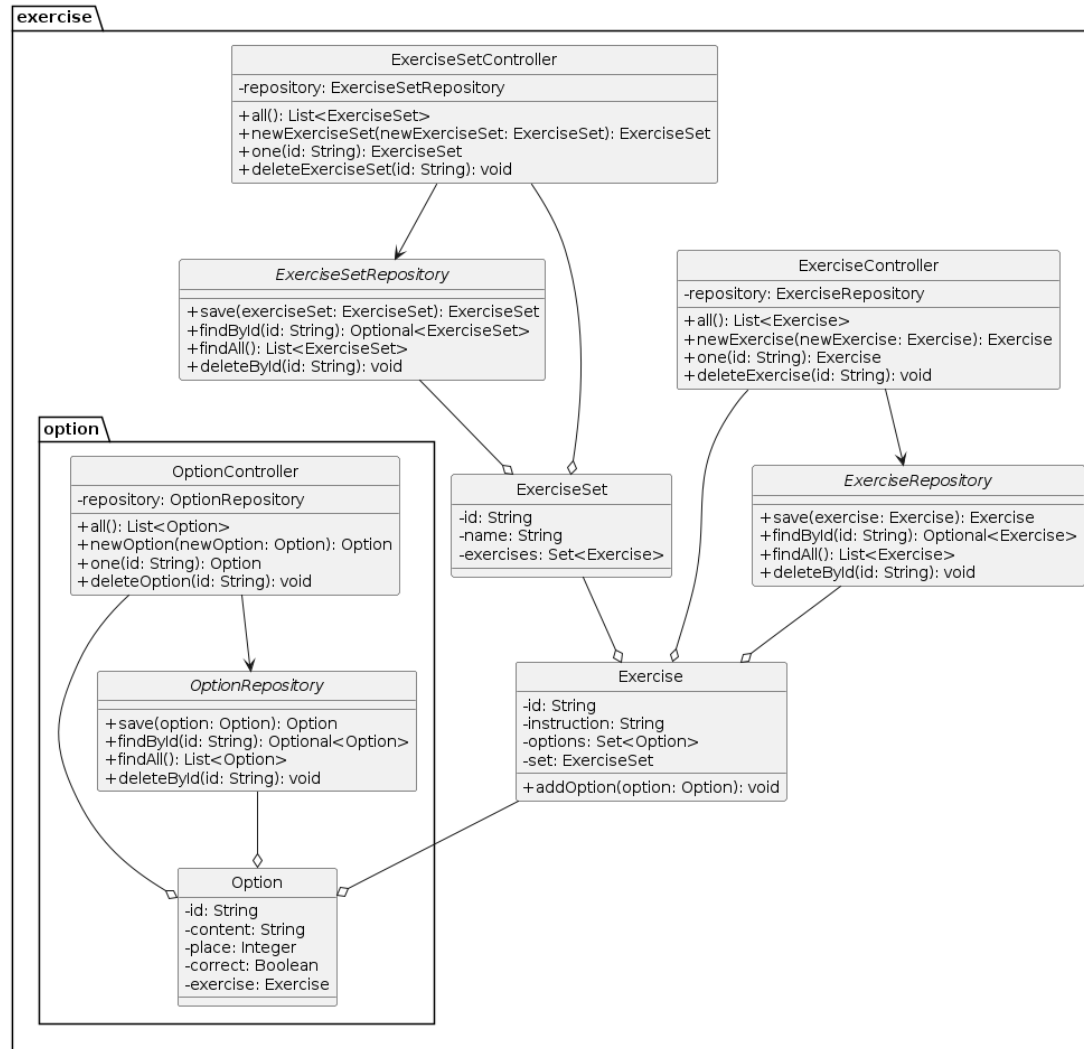 exercise
ExerciseSetController
-repository: ExerciseSetRepository
+all(): List<ExerciseSet>
+newExerciseSet(newExerciseSet: ExerciseSet): ExerciseSet
+one(id: String): ExerciseSet
+deleteExerciseSet(id: String): void
ExerciseSetRepository
+save(exerciseSet: ExerciseSet): ExerciseSet
+findById(id: String): Optional<ExerciseSet>
+findAll(): List<ExerciseSet>
+deleteById(id: String): void
ExerciseController
-repository: ExerciseRepository
+all(): List<Exercise>
+newExercise(newExercise: Exercise): Exercise
+one(id: String): Exercise
+deleteExercise(id: String): void
option
OptionController
-repository: OptionRepository
+all(): List<Option>
+newOption(newOption: Option): Option
+one(id: String): Option
+deleteOption(id: String): void
ExerciseSet
-id: String
-name: String
-exercises: Set<Exercise>
ExerciseRepository
+save(exercise: Exercise): Exercise
+findById(id: String): Optional<Exercise>
+findAll(): List<Exercise>
+deleteById(id: String): void
OptionRepository
+save(option: Option): Option
+findById(id: String): Optional<Option>
+findAll(): List<Option>
+deleteById(id: String): void
Exercise
-id: String
-instruction: String
-options: Set<Option>
-set: ExerciseSet
+addOption(option: Option): void
Option
-id: String
-content: String
-place: Integer
-correct: Boolean
-exercise: Exercise